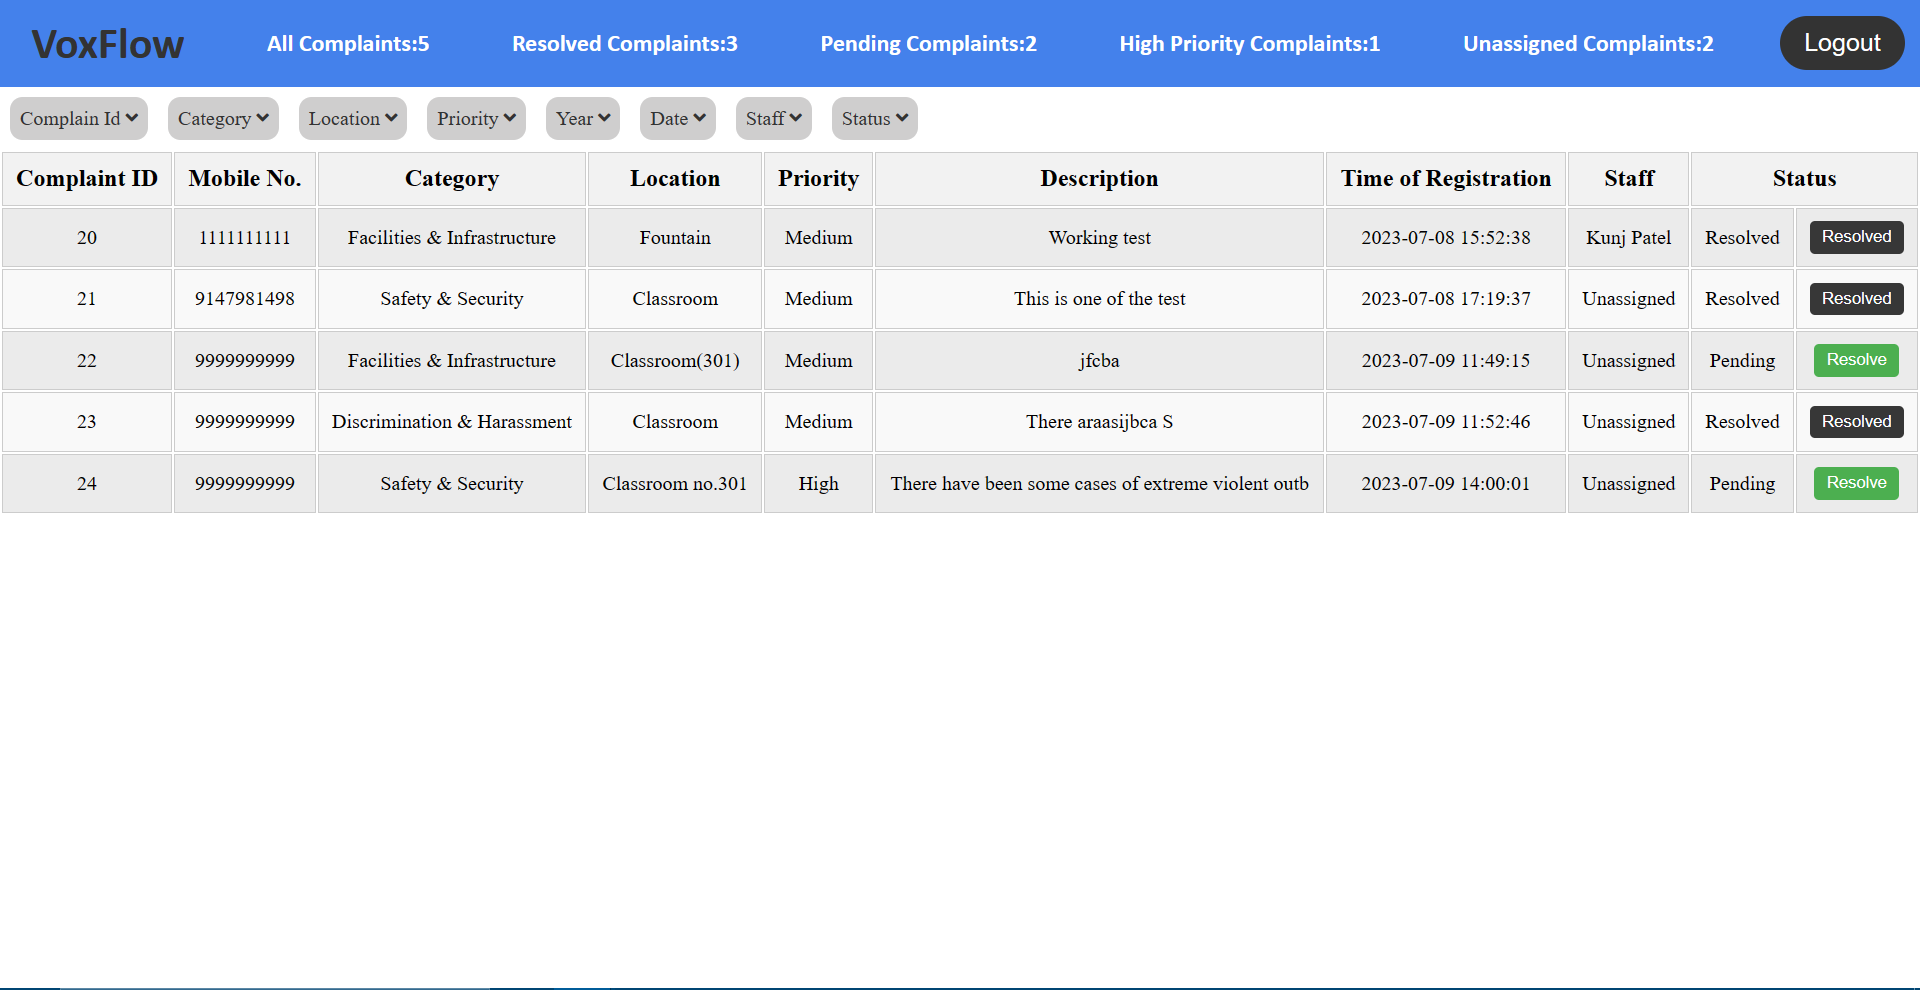 VoxFlow All Complaints:5 Resolved Complaints:3 Pending Complaints:2 High Priority Complaints:1 Unassigned Complaints:2 Logout
Complain Id Category Location Priority Year Date Staff Status
Complaint ID Mobile No. Category Location Priority Description Time of Registration Staff Status
20 1111111111 Facilities & Infrastructure Fountain Medium Working test 2023-07-08 15:52:38 Kunj Patel Resolved Resolved
21 9147981498 Safety & Security Classroom Medium This is one of the test 2023-07-08 17:19:37 Unassigned Resolved Resolved
22 9999999999 Facilities & Infrastructure Classroom(301) Medium jfcba 2023-07-09 11:49:15 Unassigned Pending Resolve
23 9999999999 Discrimination & Harassment Classroom Medium There araasijbca S 2023-07-09 11:52:46 Unassigned Resolved Resolved
24 9999999999 Safety & Security Classroom no.301 High There have been some cases of extreme violent outb 2023-07-09 14:00:01 Unassigned Pending Resolve